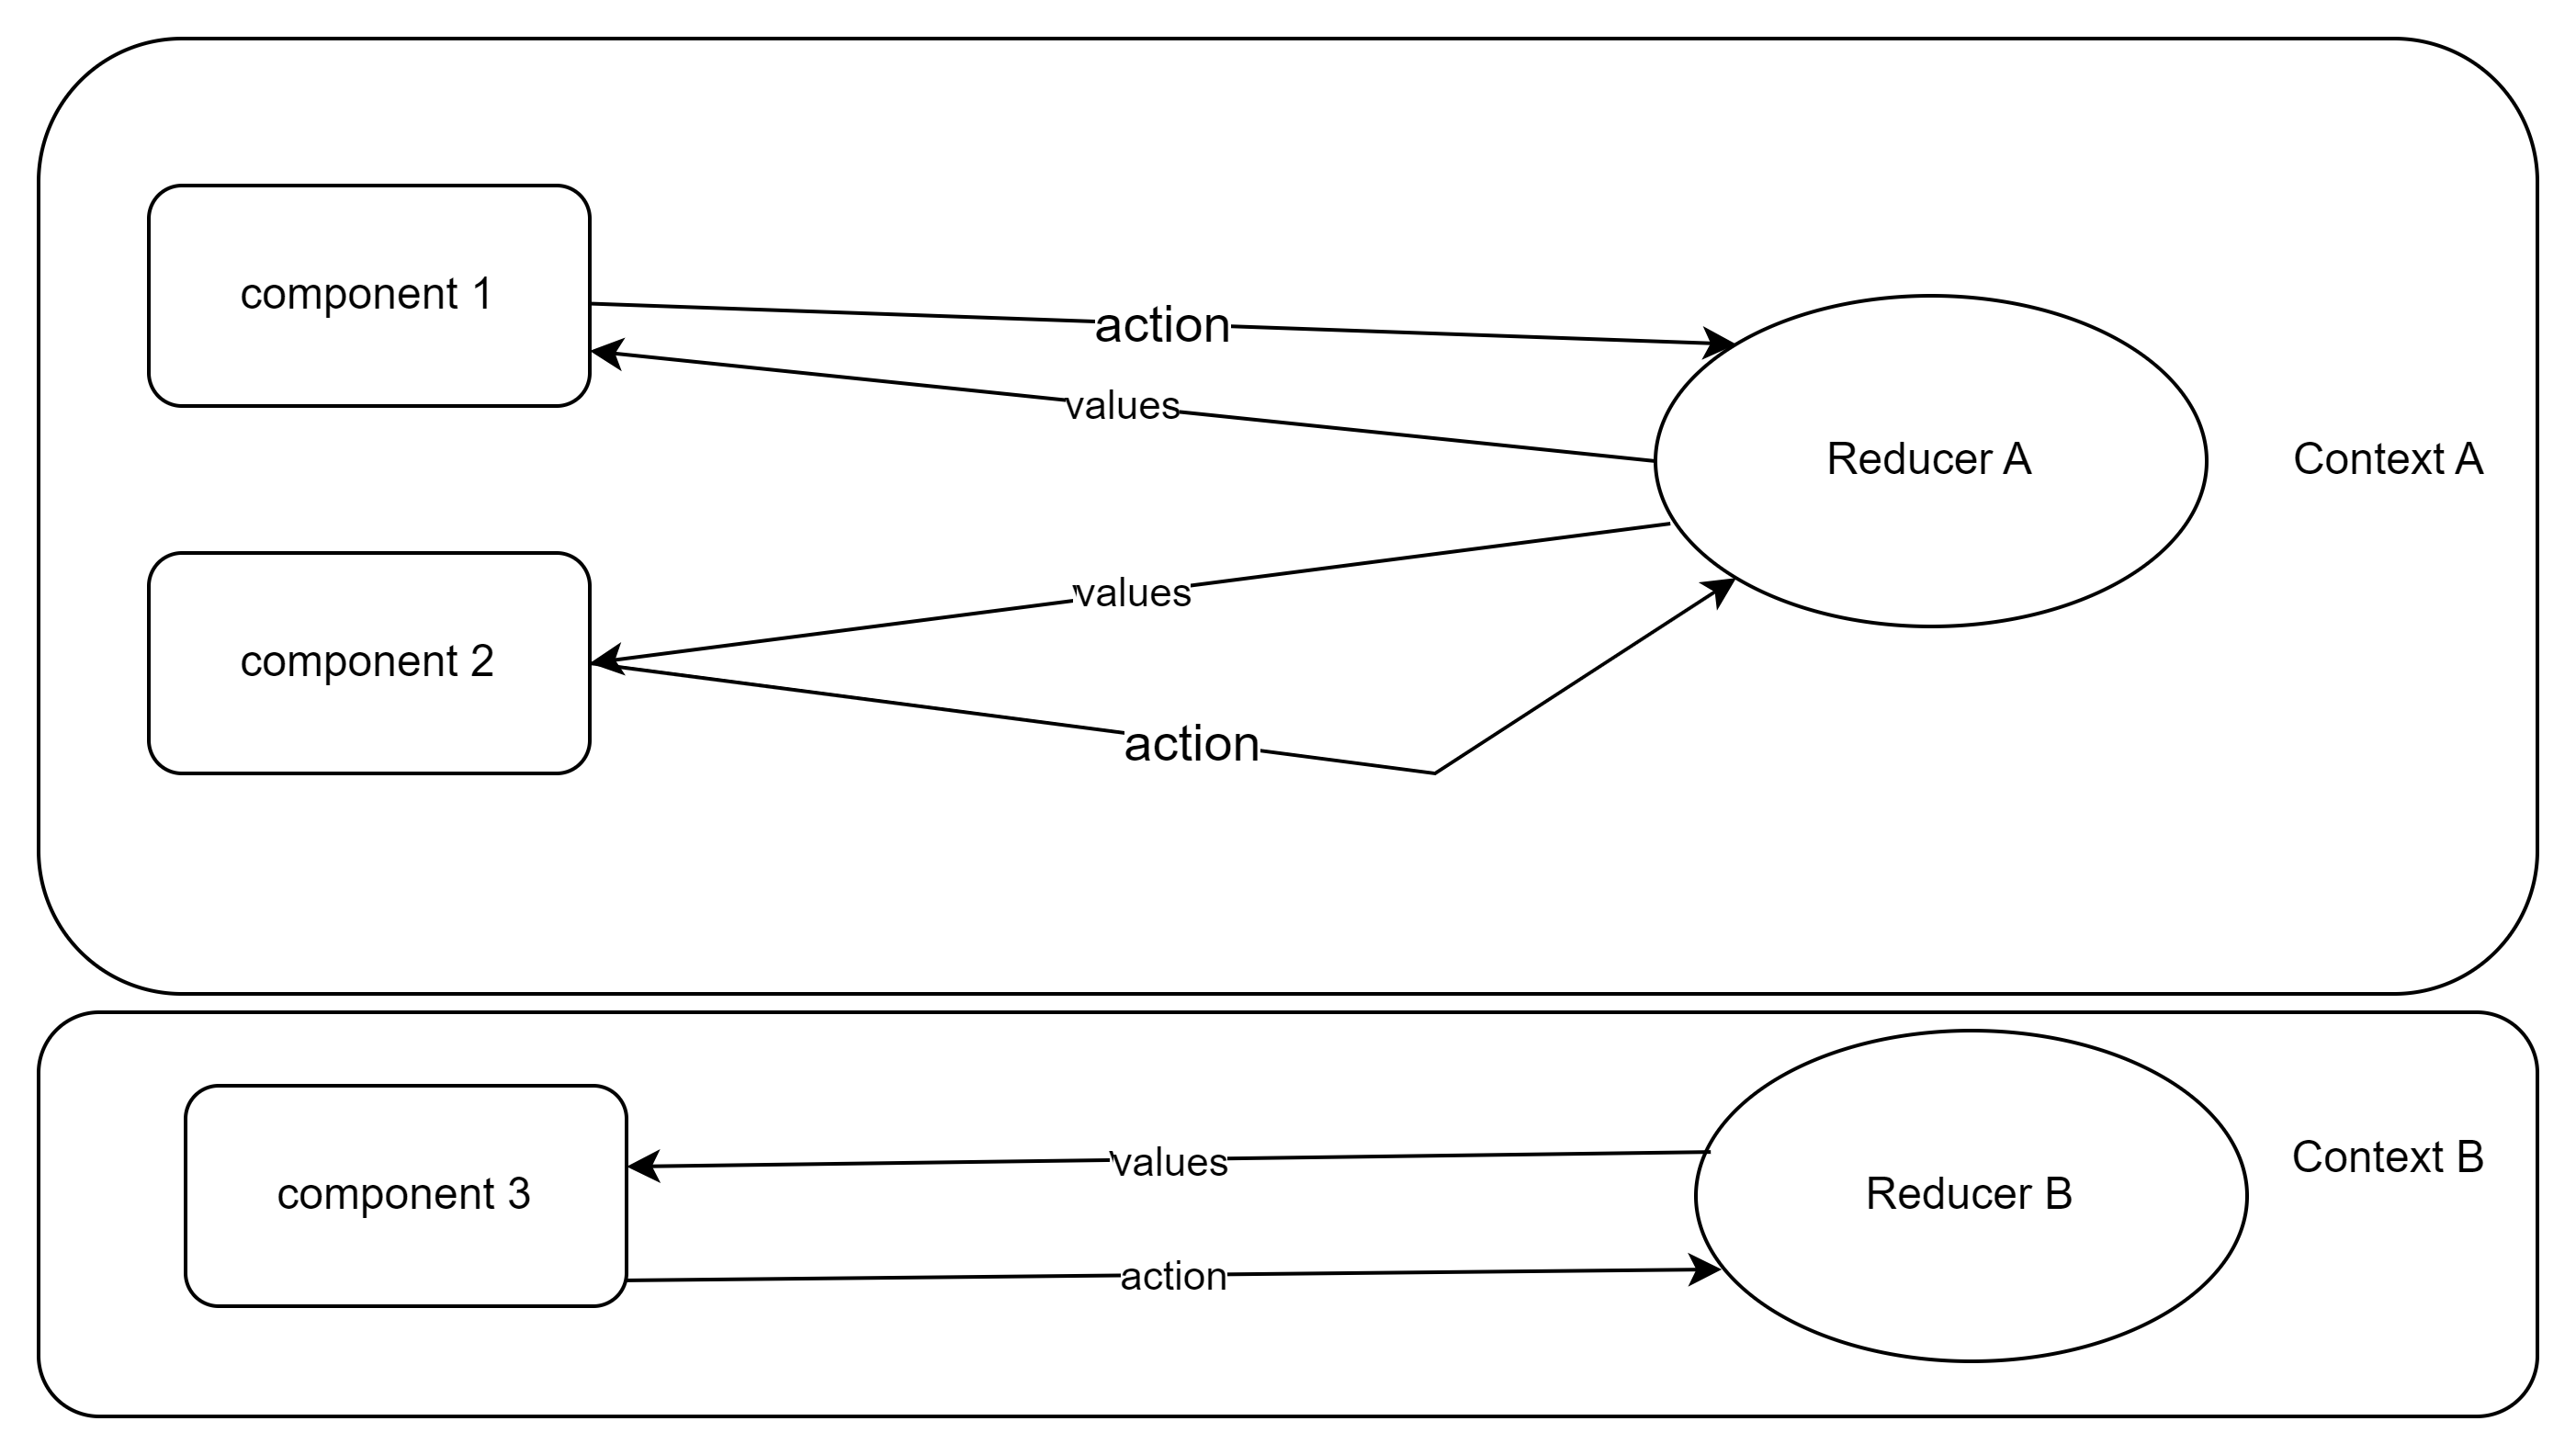 component 1
action
values
Reducer A
Context A
values
component 2
action
values
Context B
component 3
Reducer B
action